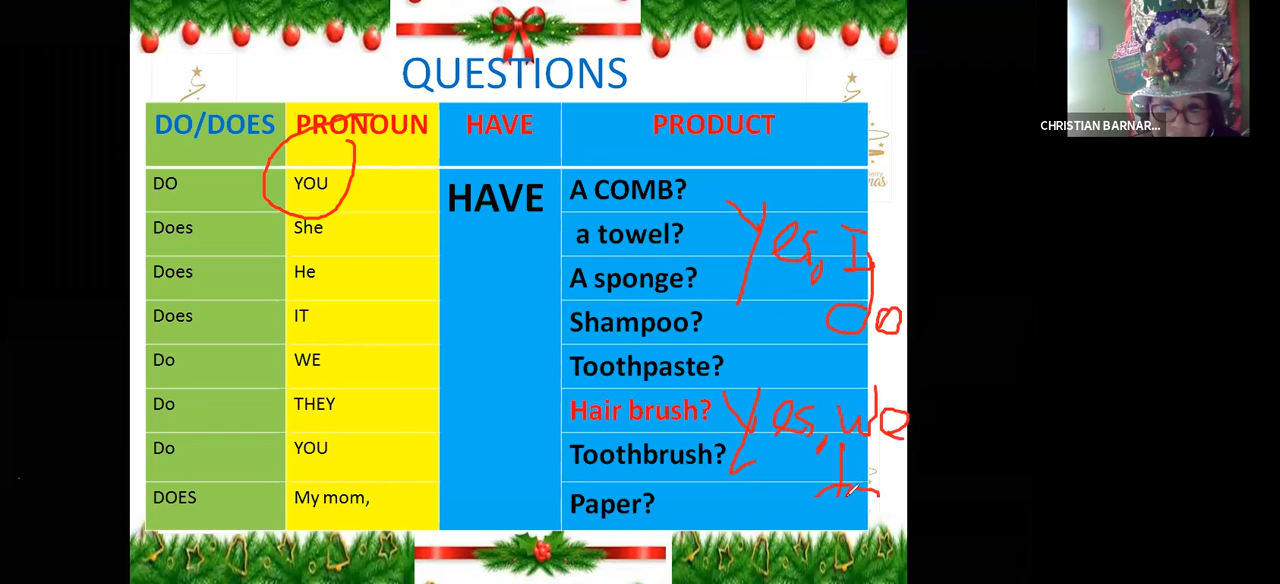 QUESTIONS
DO/DOES PRONOUN HAVE PRODUCT
DO YOU HAVE A COMB?
Does She a towel?
Does He A sponge?
Does IT Shampoo?
Do WE Toothpaste?
Do THEY Hair brush?
Do YOU Toothbrush?
DOES My mom, Paper?
Yes, I
do
Yes, we
CHRISTIAN BARNAR...